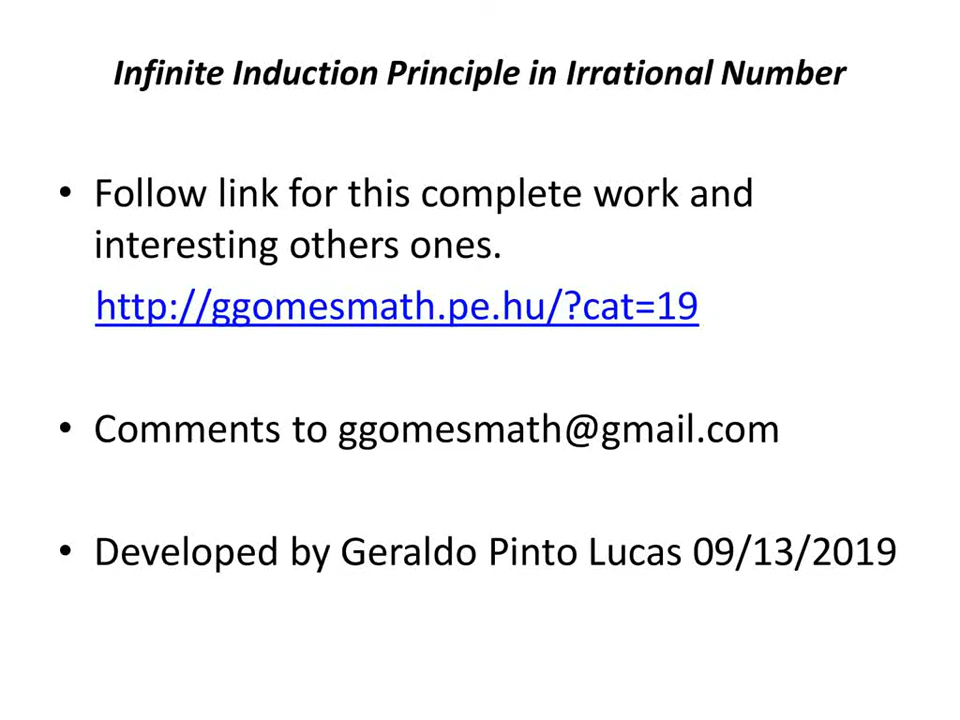 Infinite Induction Principle in Irrational Number
• Follow link for this complete work and
interesting others ones.
http://ggomesmath.pe.hu/?cat=19
• Comments to ggomesmath@gmail.com
• Developed by Geraldo Pinto Lucas 09/13/2019